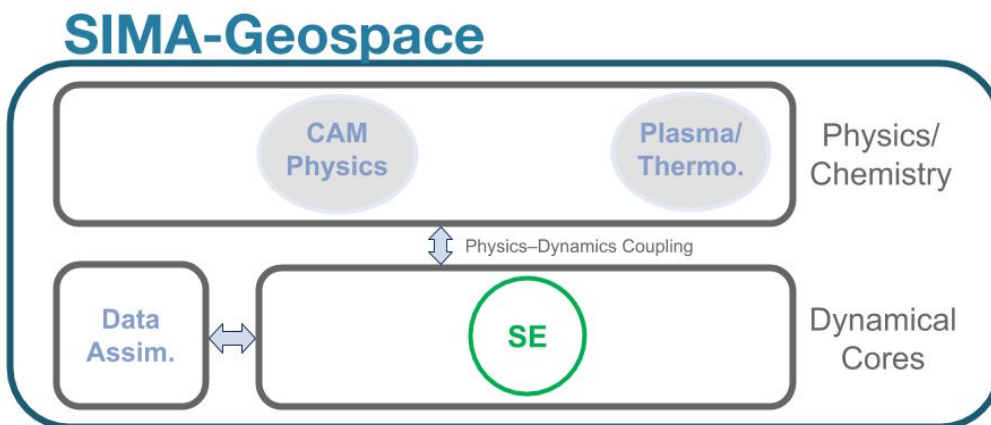 SIMA-Geospace
CAM
Physics
Plasma/
Thermo.
Physics/
Chemistry
Physics–Dynamics Coupling
Data
Assim.
SE
Dynamical
Cores